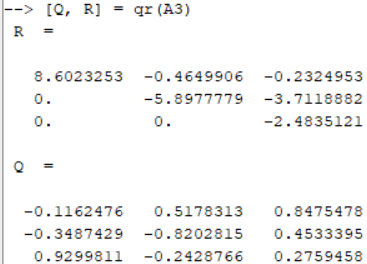 --> [Q, R] = qr(A3)
R =
8.6023253 -0.4649906 -0.2324953
0. -5.8977779 -3.7118882
0. 0. -2.4835121
Q =
-0.1162476 0.5178313 0.8475478
-0.3487429 -0.8202815 0.4533395
0.9299811 -0.2428766 0.2759458